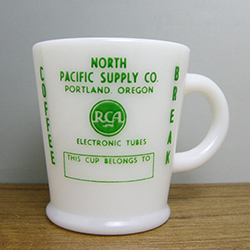 COFFEE
NORTH
PACIFIC SUPPLY CO.
PORTLAND, OREGON
RCA
ELECTRONIC TUBES
THIS CUP BELONGS TO
BREAK